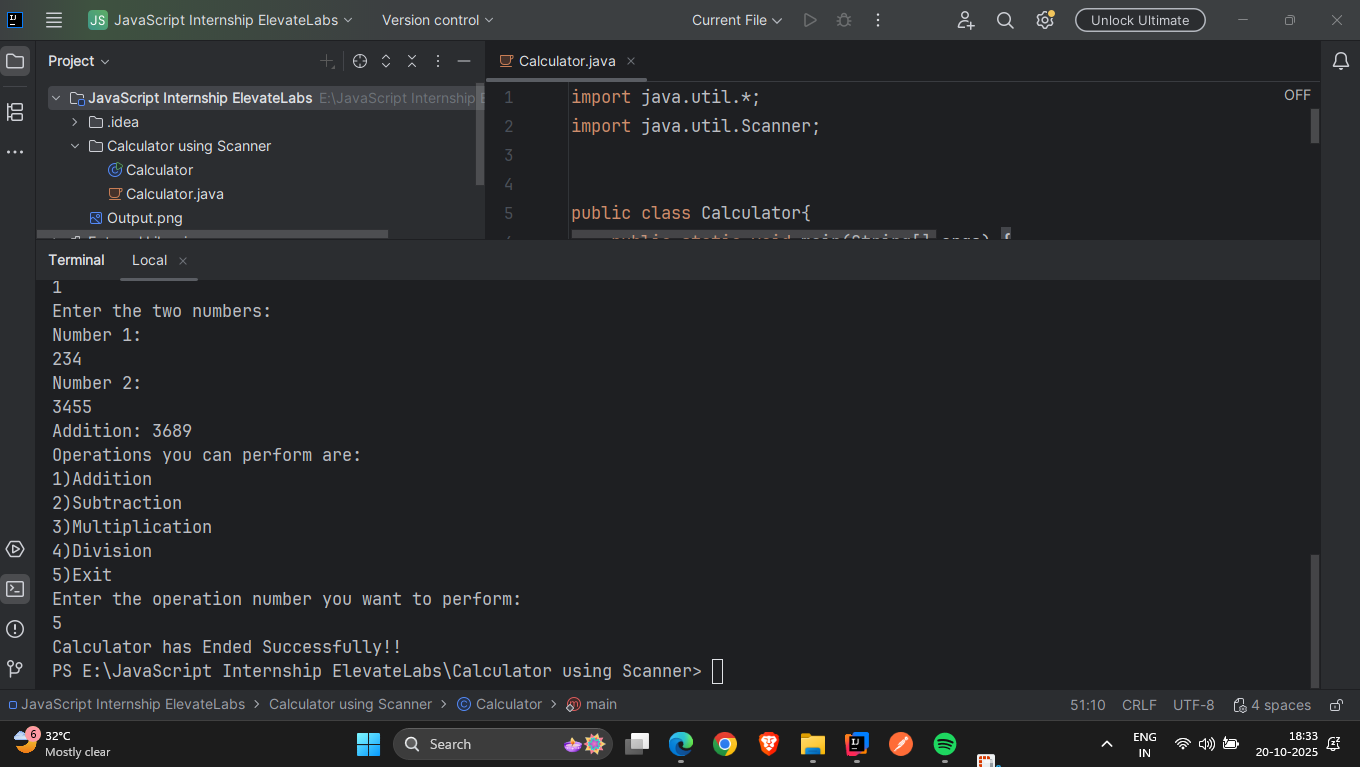 JS JavaScript Internship ElevateLabs Version control Current File Unlock Ultimate
Project
JavaScript Internship ElevateLabs E:\JavaScript Internship
.idea
Calculator using Scanner
Calculator
Calculator.java
Output.png
Calculator.java
OFF
1 import java.util.*;
2 import java.util.Scanner;
3
4
5 public class Calculator{
public static void main(String[] args) {
Terminal Local
1
Enter the two numbers:
Number 1:
234
Number 2:
3455
Addition: 3689
Operations you can perform are:
1)Addition
2)Subtraction
3)Multiplication
4)Division
5)Exit
Enter the operation number you want to perform:
5
Calculator has Ended Successfully!!
PS E:\JavaScript Internship ElevateLabs\Calculator using Scanner>
JavaScript Internship ElevateLabs > Calculator using Scanner > Calculator > main 51:10 CRLF UTF-8 4 spaces
6
32°C
Mostly clear
Search
ENG
IN
18:33
20-10-2025